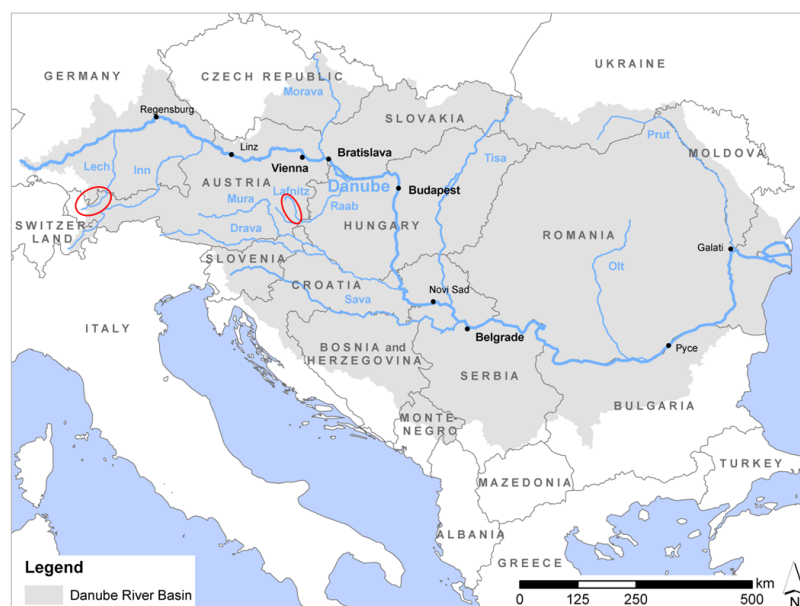 UKRAINE
GERMANY
CZECH REPUBLIC
Morava
Regensburg
SLOVAKIA
Prut
MOLDOVA
Linz
Bratislava
Tisa
Lech
Inn
Vienna
AUSTRIA
Danube
Budapest
Lafnitz
Mura
Raab
SWITZER-
LAND
Drava
HUNGARY
ROMANIA
Galati
SLOVENIA
Olt
CROATIA
Novi Sad
Sava
ITALY
Belgrade
BOSNIA and
HERZEGOVINA
Pyce
SERBIA
BULGARIA
MONTE-
NEGRO
TURKEY
MAZEDONIA
ALBANIA
GREECE
Legend
Danube River Basin
km
0 125 250 500
N